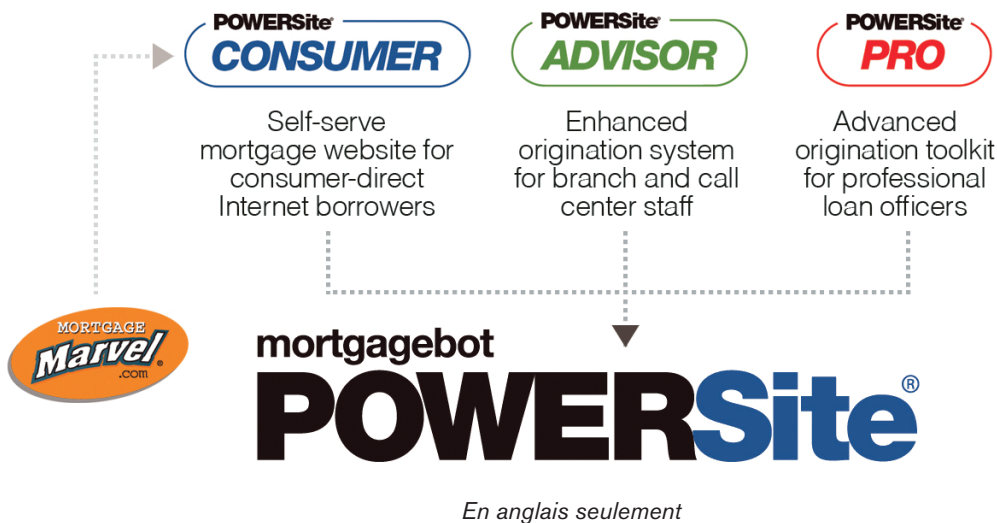 POWERSite®
CONSUMER
Self-serve
mortgage website for
consumer-direct
Internet borrowers
POWERSite®
ADVISOR
Enhanced
origination system
for branch and call
center staff
POWERSite®
PRO
Advanced
origination toolkit
for professional
loan officers
MORTGAGE
Marvel®
.com
mortgagebot
POWERSite®
En anglais seulement